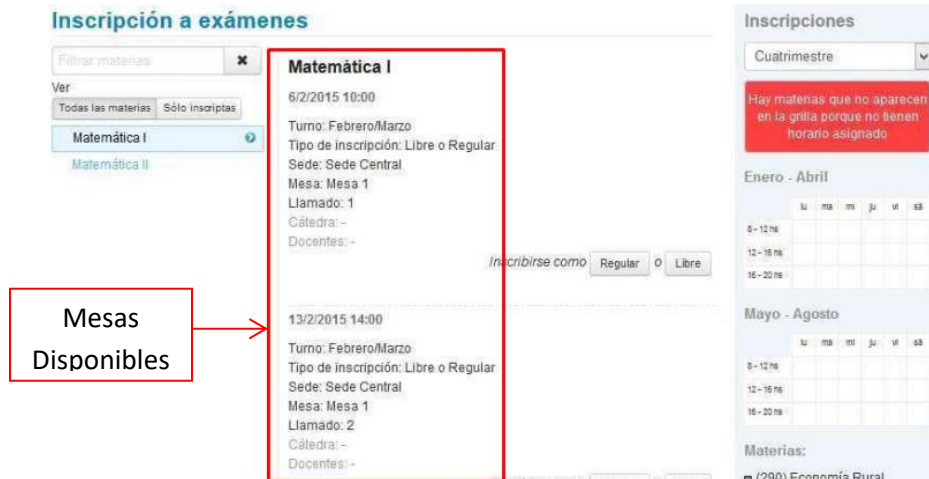 Inscripción a exámenes
Filtrar materias
Ver
Todas las materias Sólo inscriptas
Matemática I
Matemática II
Mesas
Disponibles
Matemática I
6/2/2015 10:00
Turno: Febrero/Marzo
Tipo de inscripción: Libre o Regular
Sede: Sede Central
Mesa: Mesa 1
Llamado: 1
Cátedra: -
Docentes: -
Inscribirse como Regular o Libre
13/2/2015 14:00
Turno: Febrero/Marzo
Tipo de inscripción: Libre o Regular
Sede: Sede Central
Mesa: Mesa 1
Llamado: 2
Cátedra: -
Docentes: -
Inscripciones
Cuatrimestre
Hay materias que no aparecen
en la grilla porque no tienen
horario asignado
Enero - Abril
lu ma mi ju vi sá
8 - 12 hs
12 - 16 hs
16 - 20 hs
Mayo - Agosto
lu ma mi ju vi sá
8 - 12 hs
12 - 16 hs
16 - 20 hs
Materias:
(290) Economía Rural